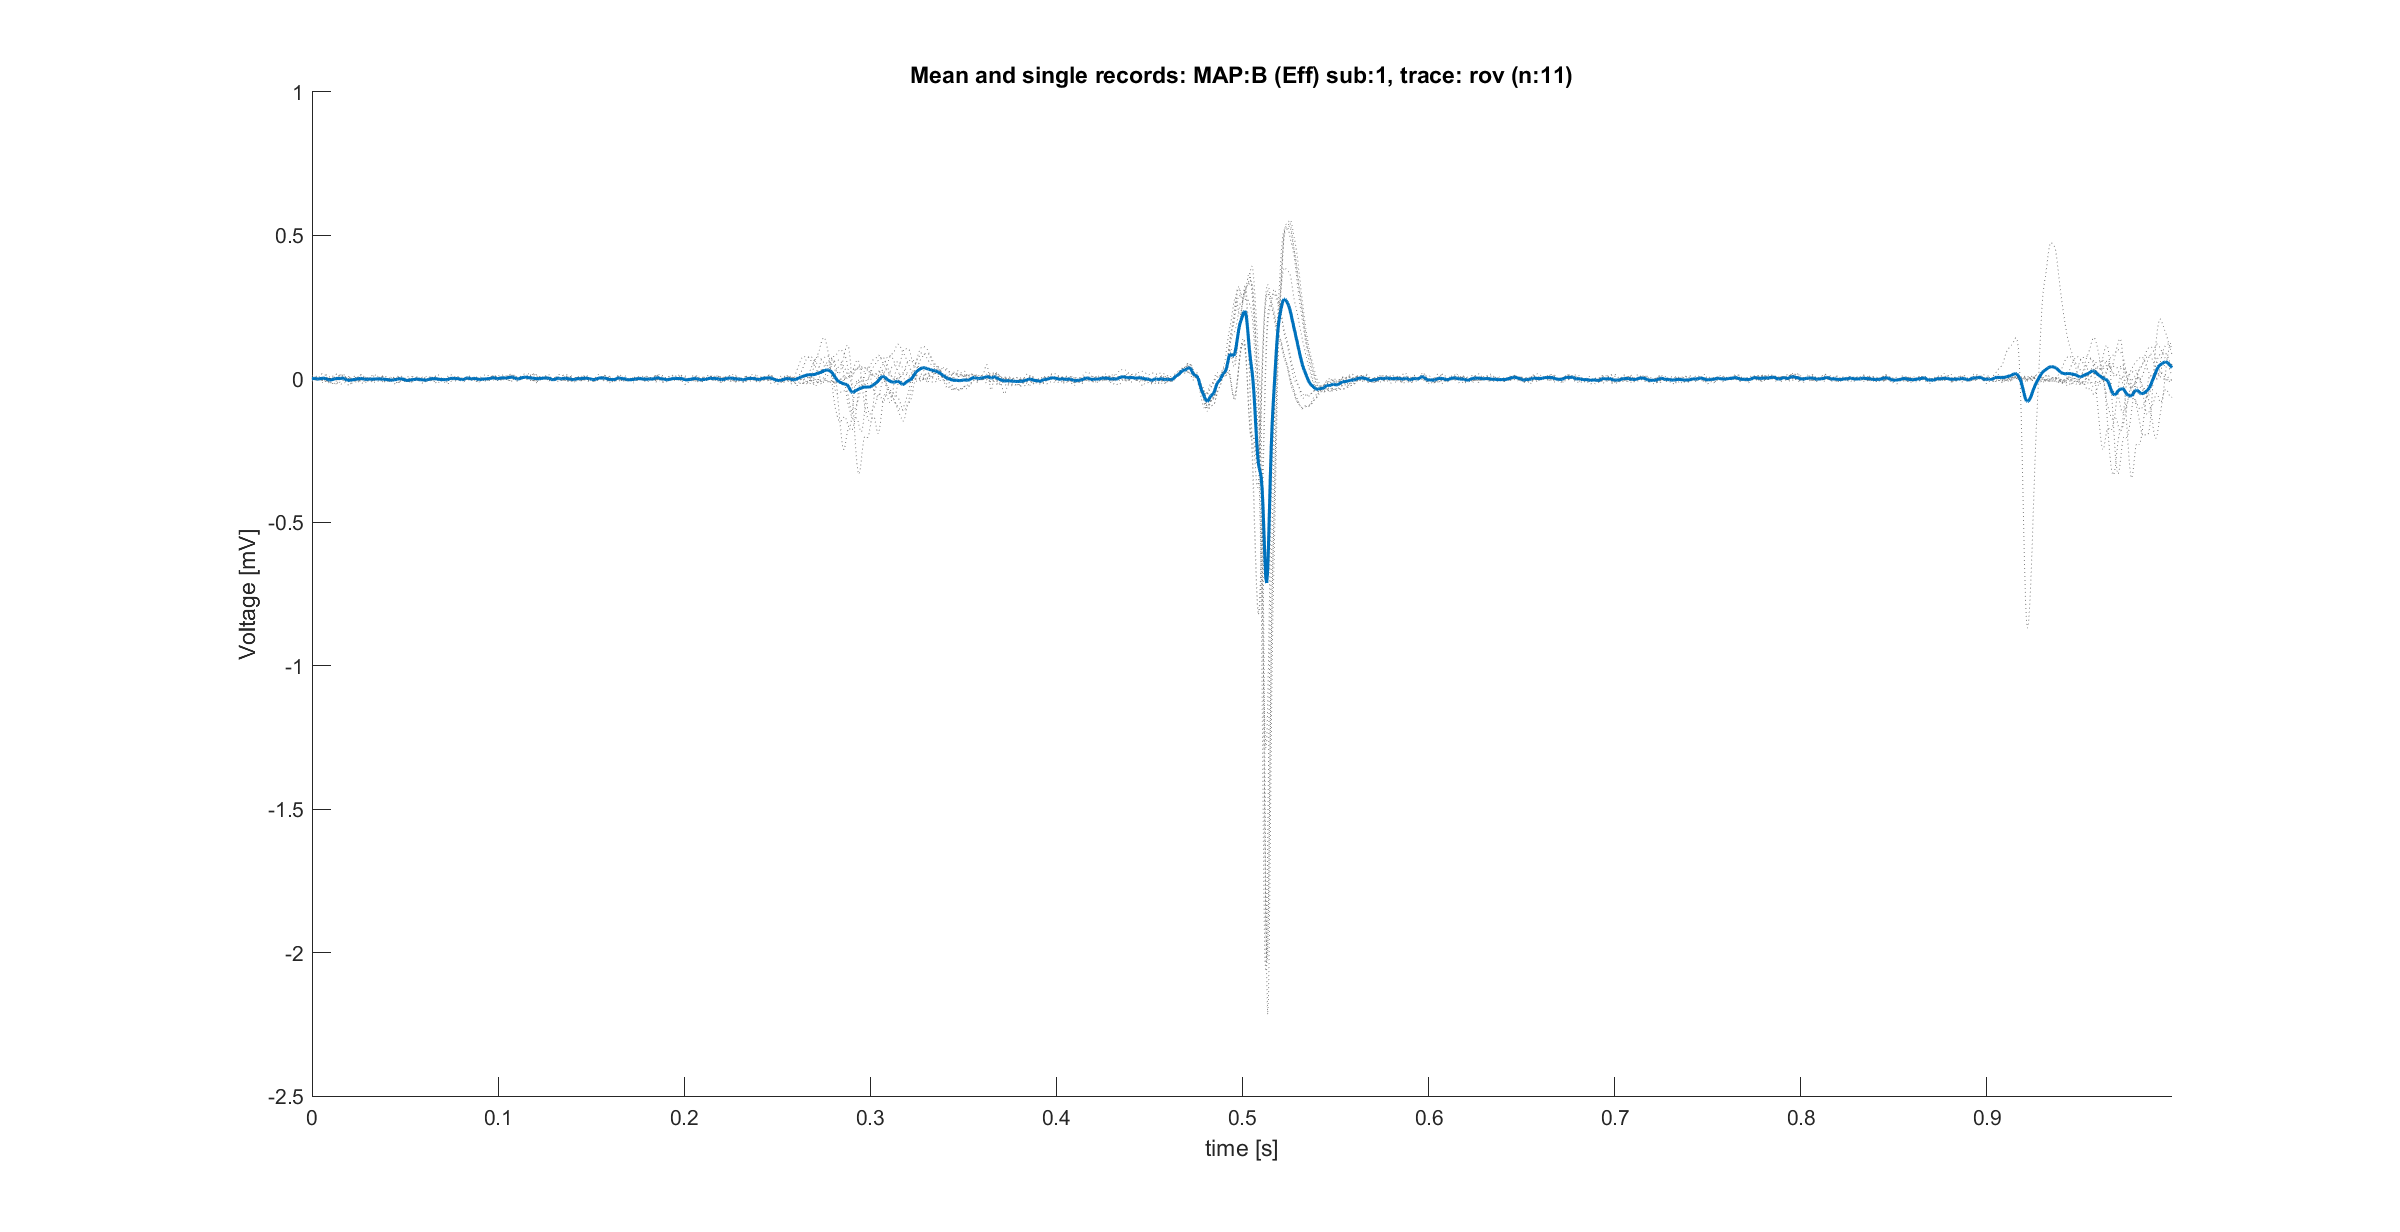 Mean and single records: MAP:B (Eff) sub:1, trace: rov (n:11)
1
0.5
0
-0.5
-1
-1.5
-2
-2.5
Voltage [mV]
0 0.1 0.2 0.3 0.4 0.5 0.6 0.7 0.8 0.9
time [s]